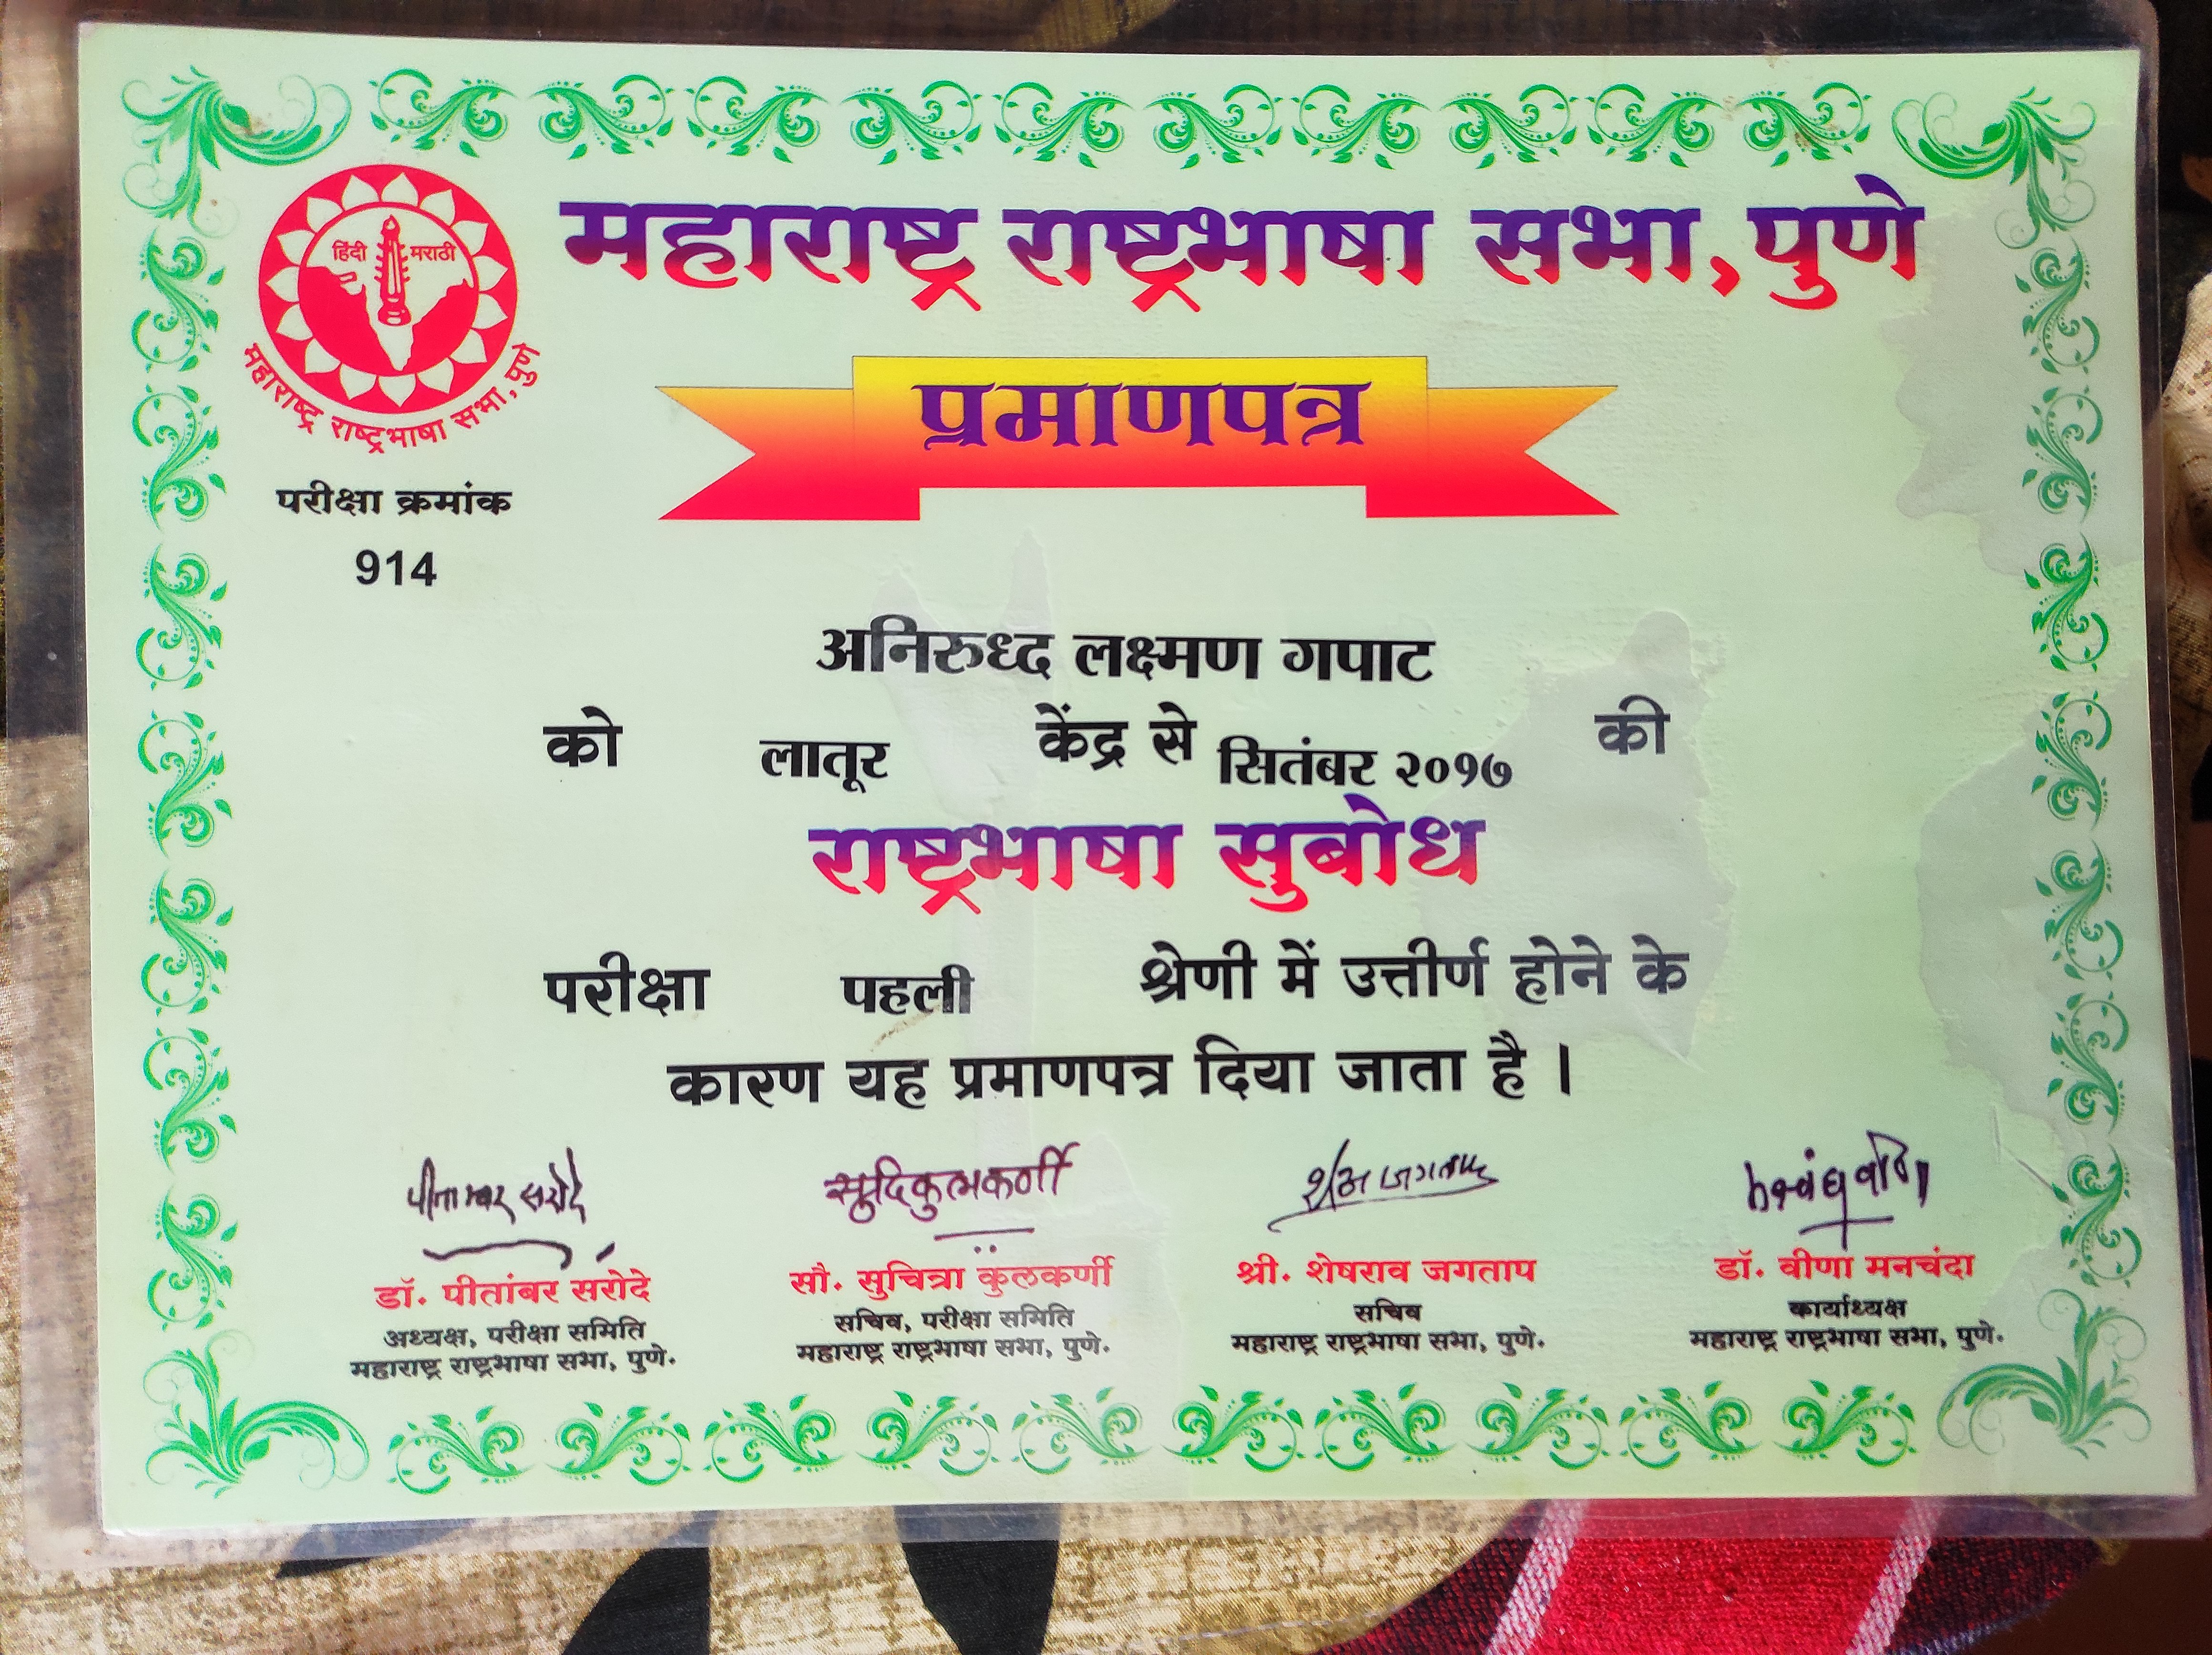 महाराष्ट्र राष्ट्रभाषा सभा, पुणे
हिंदी मराठी
महाराष्ट्र राष्ट्रभाषा सभा, पुणे
प्रमाणपत्र
परीक्षा क्रमांक
914
अनिरुध्द लक्ष्मण गपाट
को लातूर केंद्र से सितंबर २०१७ की
राष्ट्रभाषा सुबोध
परीक्षा पहली श्रेणी में उत्तीर्ण होने के
कारण यह प्रमाणपत्र दिया जाता है ।
पीताम्बर सरोदे
डॉ. पीतांबर सरोदे
अध्यक्ष, परीक्षा समिति
महाराष्ट्र राष्ट्रभाषा सभा, पुणे.
सौ. सुचित्रा कुलकर्णी
सचिव, परीक्षा समिति
महाराष्ट्र राष्ट्रभाषा सभा, पुणे.
जगताप
श्री. शेषराव जगताप
सचिव
महाराष्ट्र राष्ट्रभाषा सभा, पुणे.
डॉ. वीणा मनचंदा
कार्याध्यक्ष
महाराष्ट्र राष्ट्रभाषा सभा, पुणे.